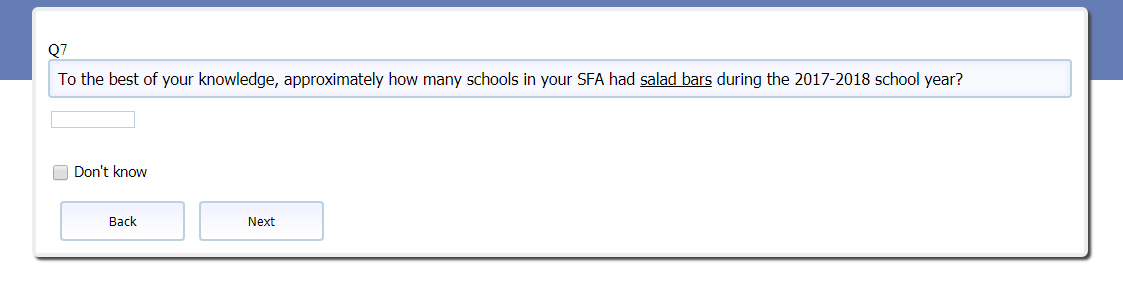 Q7
To the best of your knowledge, approximately how many schools in your SFA had salad bars during the 2017-2018 school year?
Don't know
Back Next